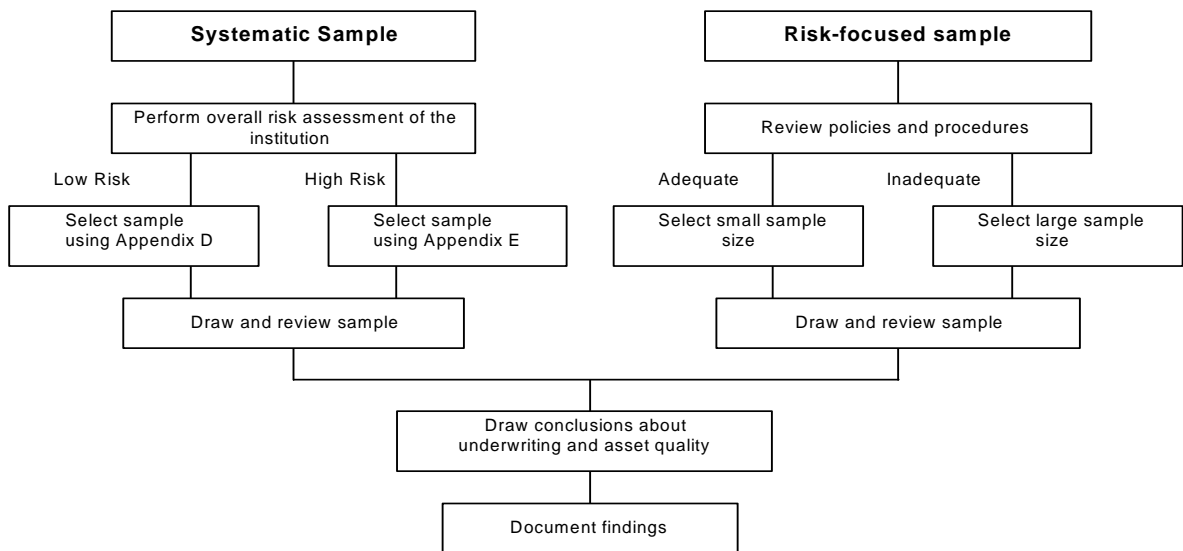 Systematic Sample
Risk-focused sample
Perform overall risk assessment of the
institution
Review policies and procedures
Low Risk
High Risk
Adequate
Inadequate
Select sample
using Appendix D
Select sample
using Appendix E
Select small sample
size
Select large sample
size
Draw and review sample
Draw and review sample
Draw conclusions about
underwriting and asset quality
Document findings